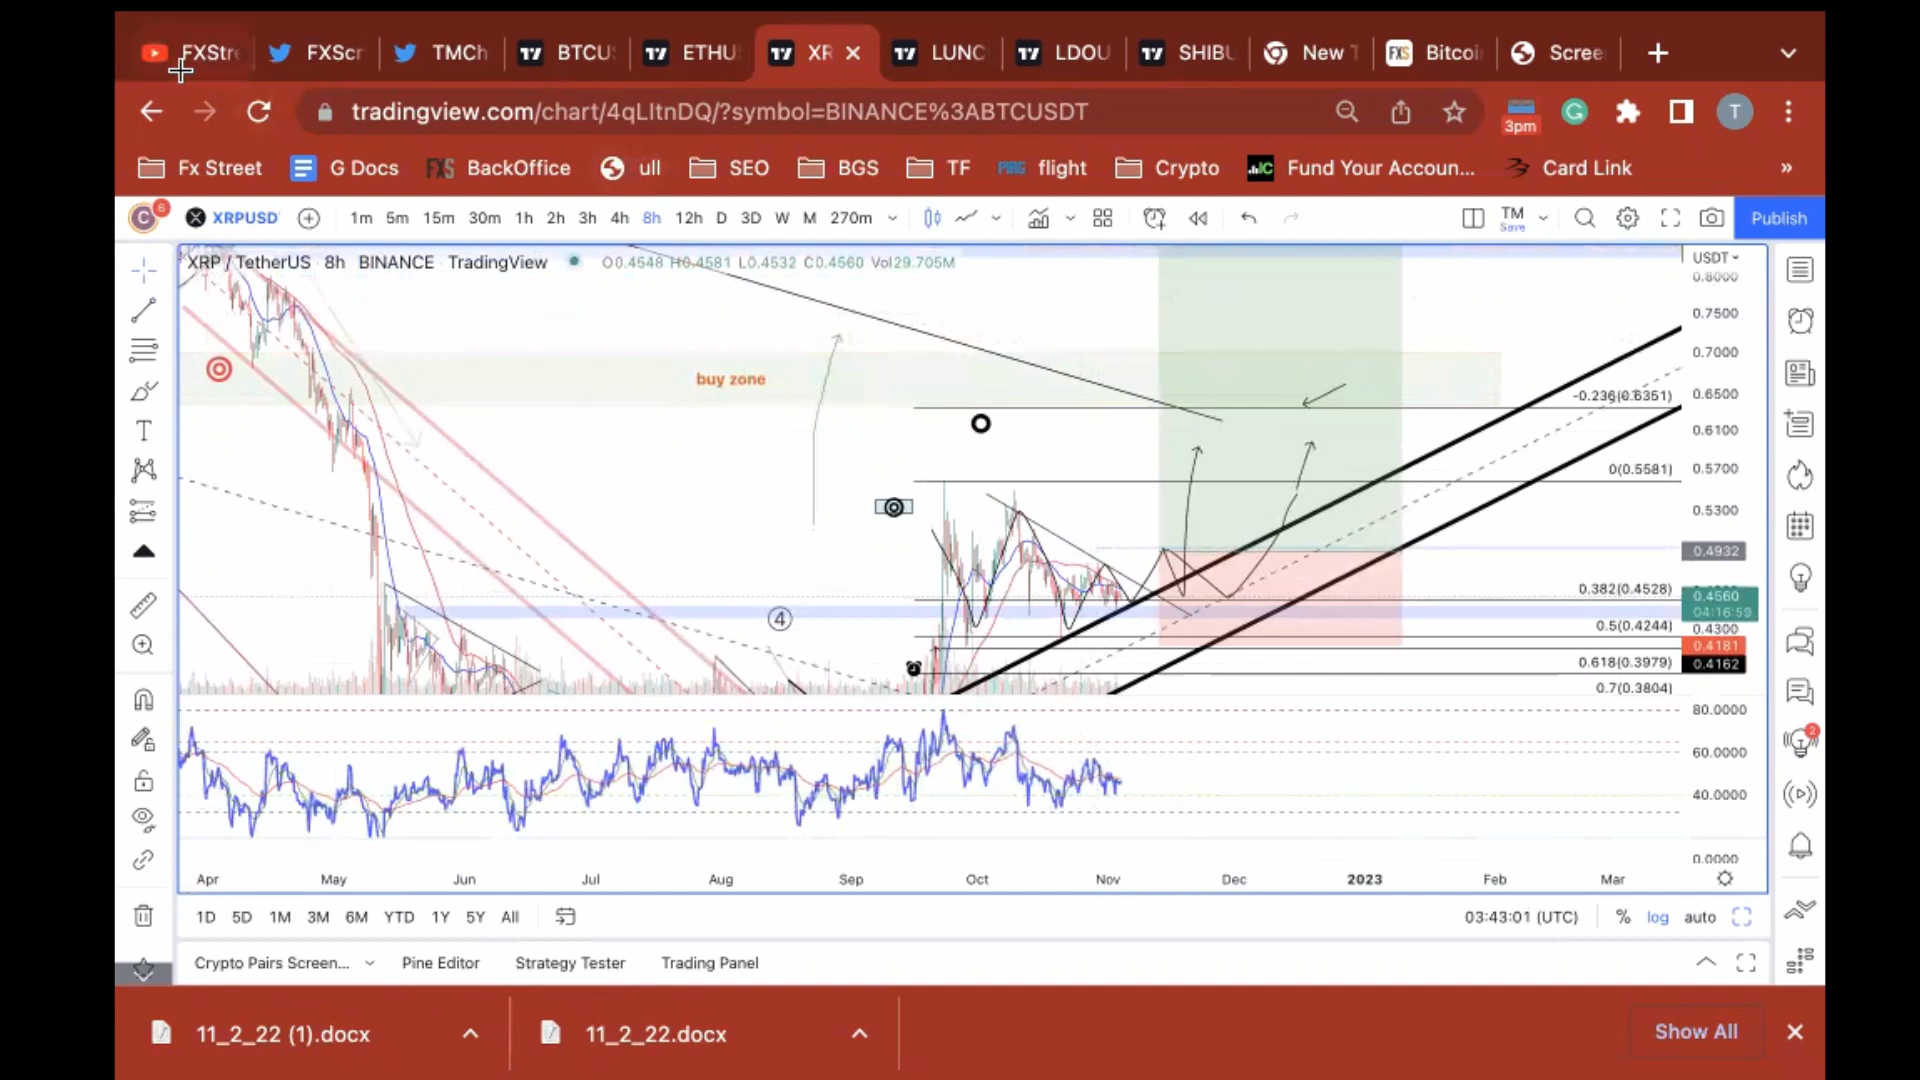 FXStre FXScr TMCh BTCU ETHU XR LUNC LDOU SHIBU New T Bitcoi Scree
tradingview.com/chart/4qLItnDQ/?symbol=BINANCE%3ABTCUSDT 3pm G T
Fx Street G Docs FXS BackOffice ull SEO BGS TF flight Crypto Fund Your Accoun... Card Link »
C 6 XRPUSD 1m 5m 15m 30m 1h 2h 3h 4h 8h 12h D 3D W M 270m TM Save Publish
XRP / TetherUS · 8h BINANCE TradingView O0.4548 H0.4581 L0.4532 C0.4560 Vol29.705M USDT
0.8000
0.7500
0.7000
buy zone
-0.236(0.6351) 0.6500
0.6100
0(0.5581) 0.5700
0.5300
0.4932
0.382(0.4528) 0.4560
04:16:59
4
0.5(0.4244) 0.4300
0.4181
0.618(0.3979) 0.4162
0.7(0.3804)
80.0000
2
60.0000
40.0000
0.0000
Apr May Jun Jul Aug Sep Oct Nov Dec 2023 Feb Mar
1D 5D 1M 3M 6M YTD 1Y 5Y All 03:43:01 (UTC) % log auto
Crypto Pairs Screen... Pine Editor Strategy Tester Trading Panel
11_2_22 (1).docx 11_2_22.docx Show All